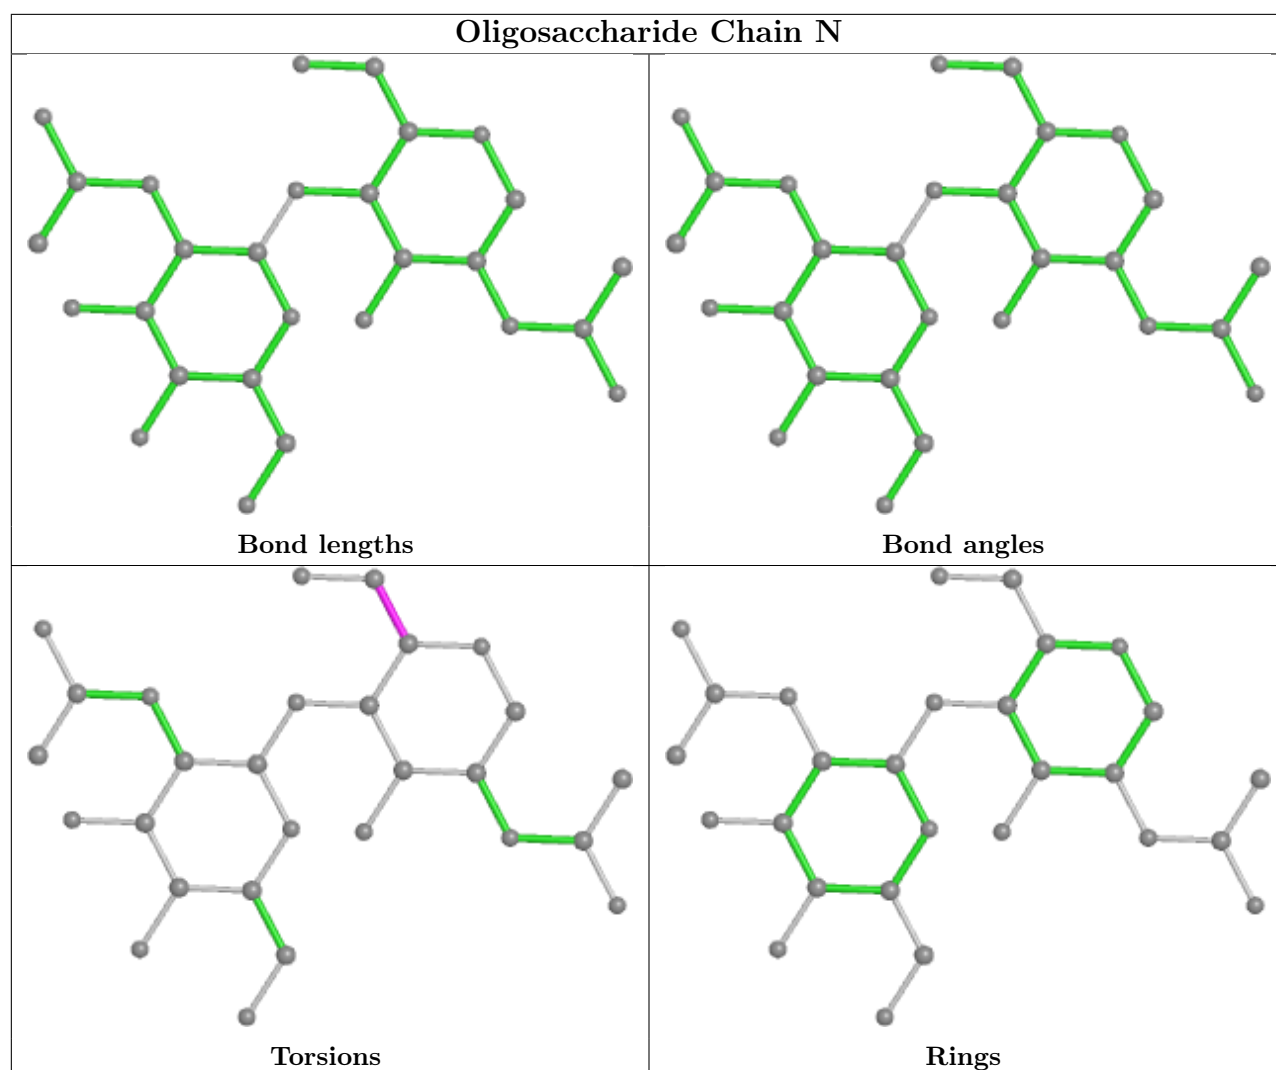 Oligosaccharide Chain N
Bond lengths
Bond angles
Torsions
Rings